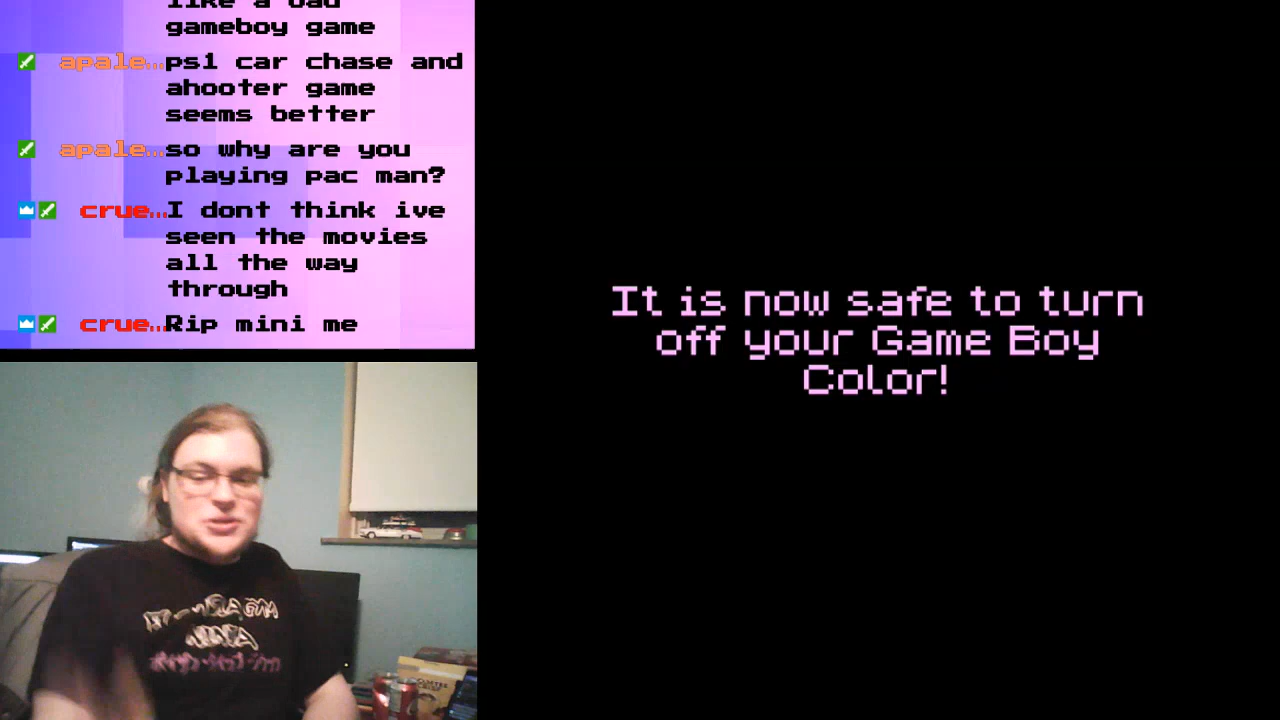 like a bad
gameboy game
apale...ps1 car chase and
ahooter game
seems better
apale...so why are you
playing pac man?
crue...I dont think ive
seen the movies
all the way
through
crue...Rip mini me
It is now safe to turn
off your Game Boy
Color!